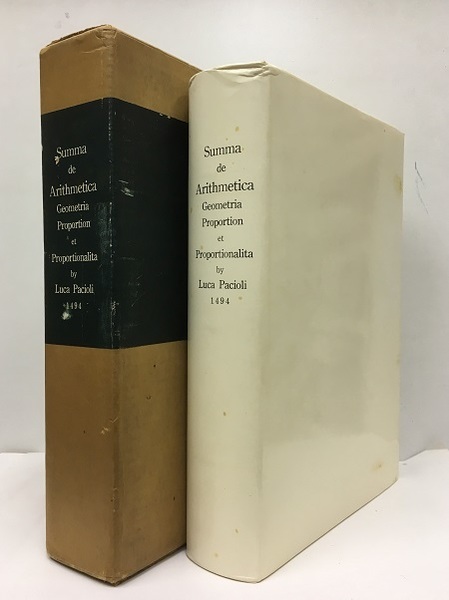 Summa
de
Arithmetica
Geometria
Proportion
et
Proportionalita
by
Luca Pacioli
1494
Summa
de
Arithmetica
Geometria
Proportion
et
Proportionalita
by
Luca Pacioli
1494